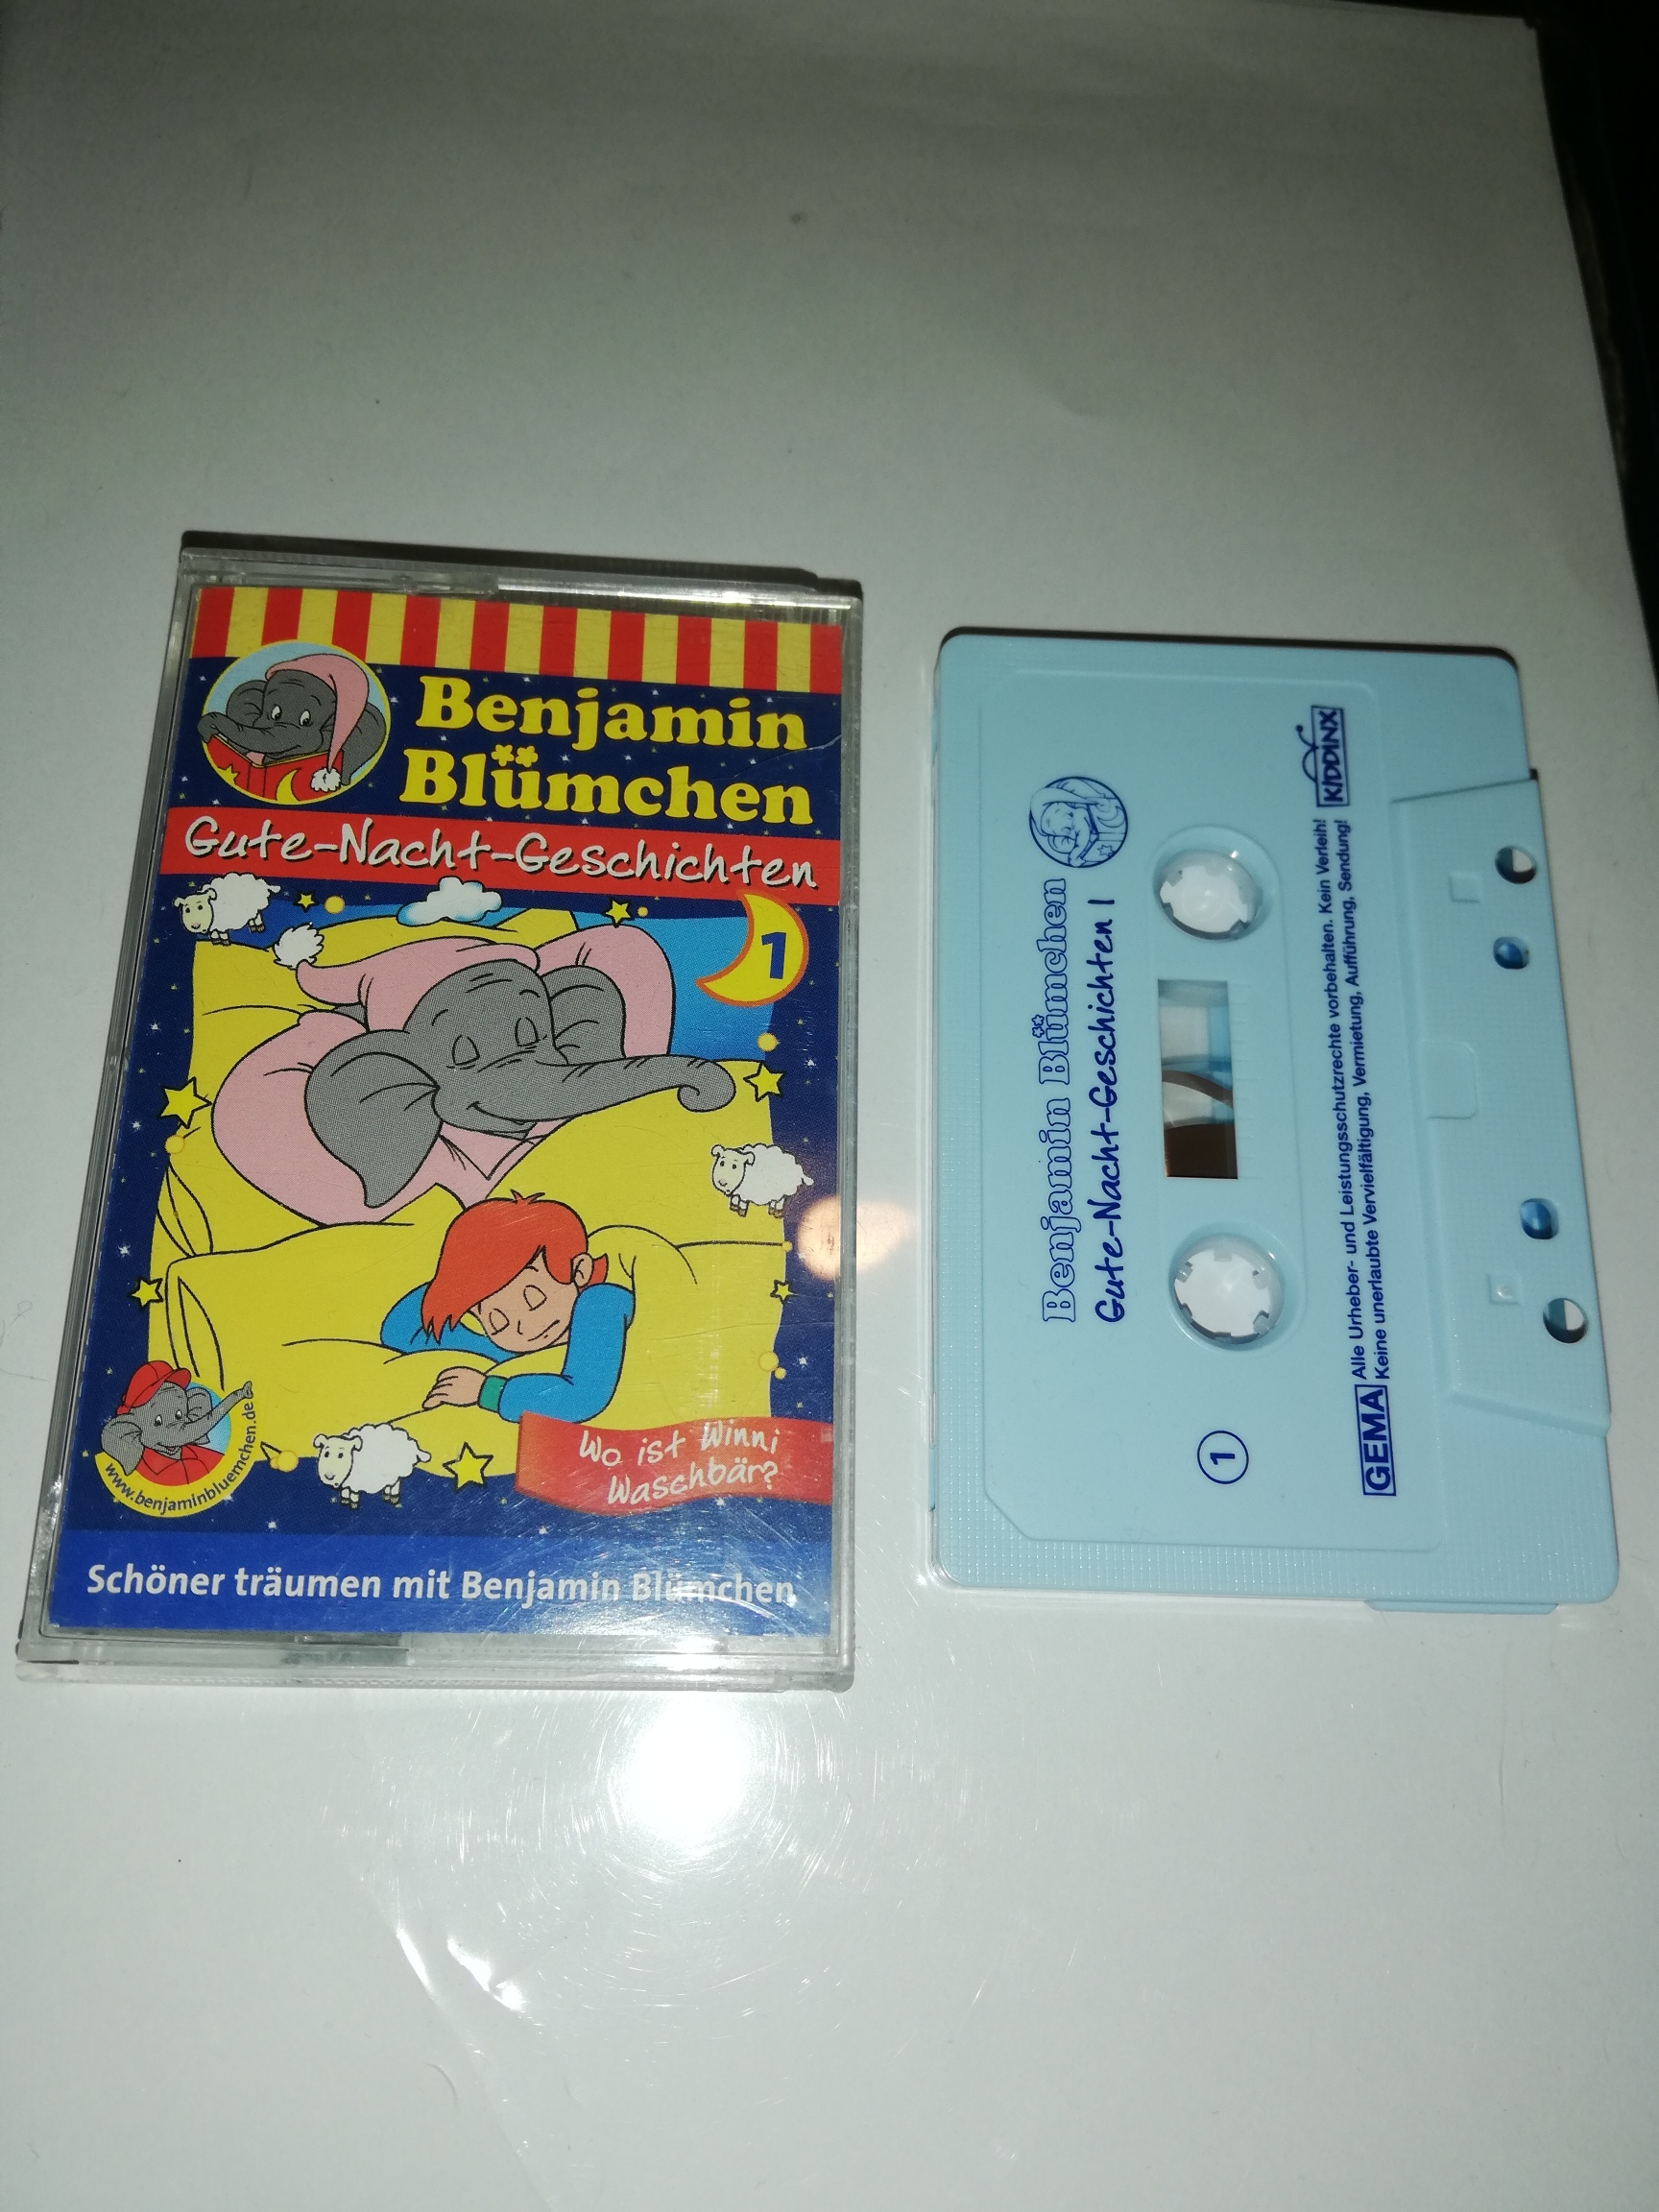 Benjamin
Blümchen
Gute-Nacht-Geschichten
1
Wo ist Winni
Waschbär?
www.benjaminbluemchen.de
Schöner träumen mit Benjamin Blümchen
Benjamin Blümchen
Gute-Nacht-Geschichten 1
1
GEMA
Alle Urheber- und Leistungsschutzrechte vorbehalten. Kein Verleih!
Keine unerlaubte Vervielfältigung, Vermietung, Aufführung, Sendung!
KIDDINX